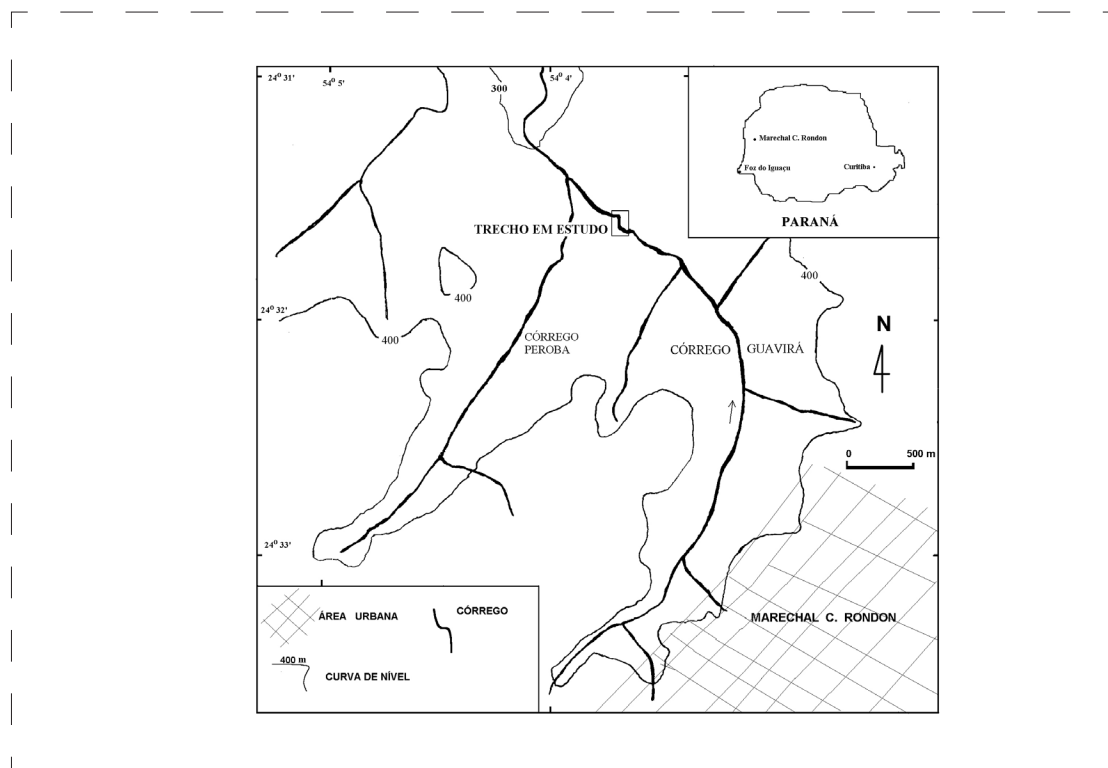 24° 31'
54° 5'
300
54° 4'
Marechal C. Rondon
Foz do Iguaçu
Curitiba
PARANÁ
TRECHO EM ESTUDO
400
400
24° 32'
400
CÓRREGO
PEROBA
CÓRREGO GUAVIRÁ
N
0 500 m
24° 33'
ÁREA URBANA
CÓRREGO
MARECHAL C. RONDON
400 m
CURVA DE NÍVEL